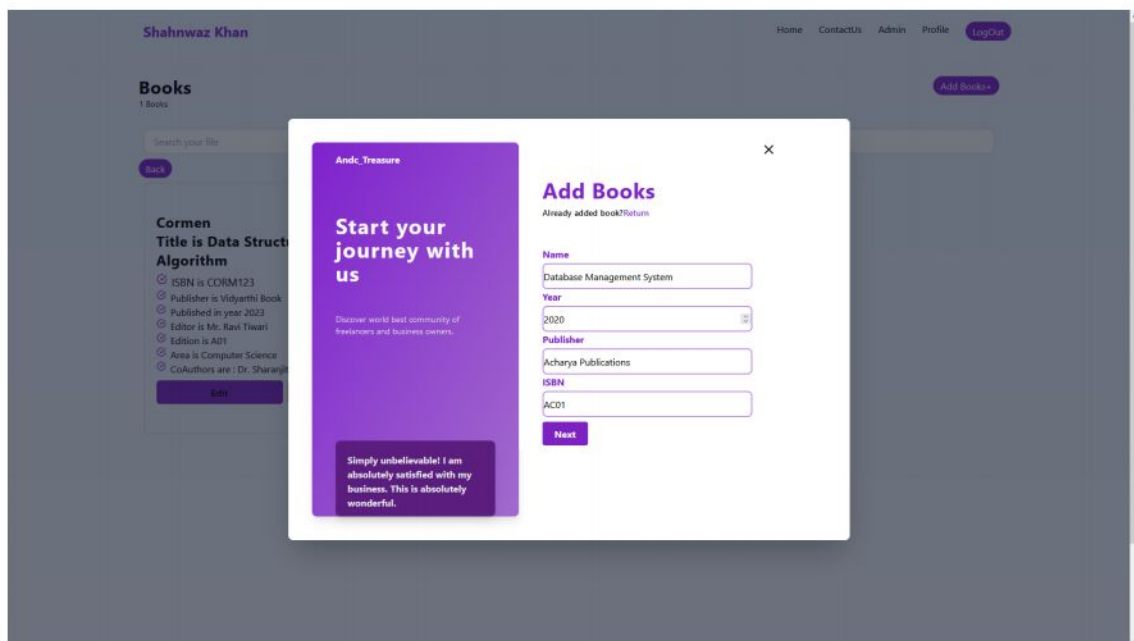 Shahnwaz Khan
Home ContactUs Admin Profile LogOut
Books
1 Books
Add Books+
Search your file
Back
Cormen
Title is Data Struct
Algorithm
ISBN is CORM123
Publisher is Vidyarthi Book
Published in year 2023
Editor is Mr. Ravi Tiwari
Edition is A01
Area is Computer Science
CoAuthors are : Dr. Sharanjit
Edit
Andc_Treasure
Start your
journey with
us
Discover world best community of
freelancers and business owners.
Simply unbelievable! I am
absolutely satisfied with my
business. This is absolutely
wonderful.
Add Books
Already added book?Return
Name
Database Management System
Year
2020
Publisher
Acharya Publications
ISBN
AC01
Next